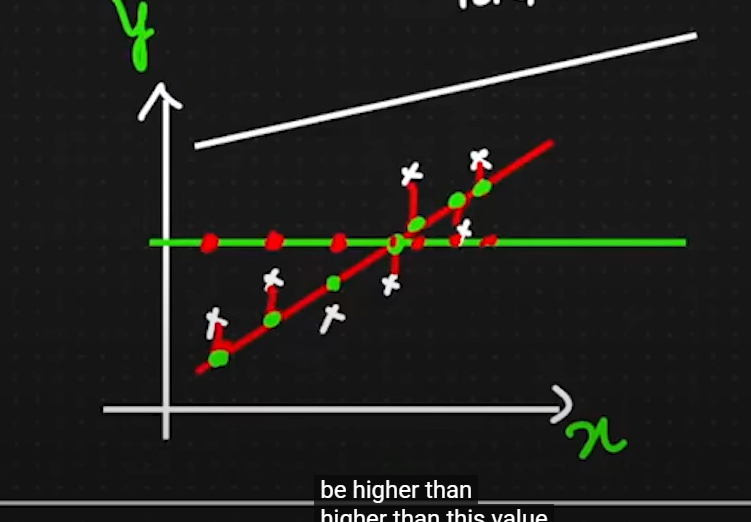 y
x
be higher than
higher than this value